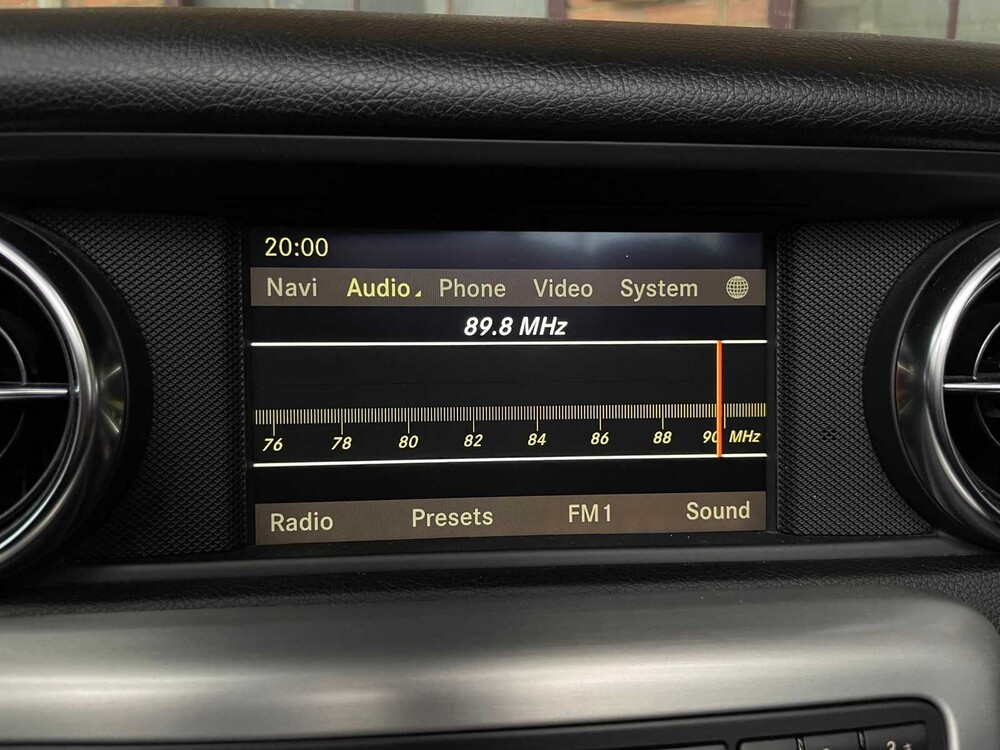 20:00
Navi Audio Phone Video System
89.8 MHz
76 78 80 82 84 86 88 90 MHz
Radio Presets FM1 Sound